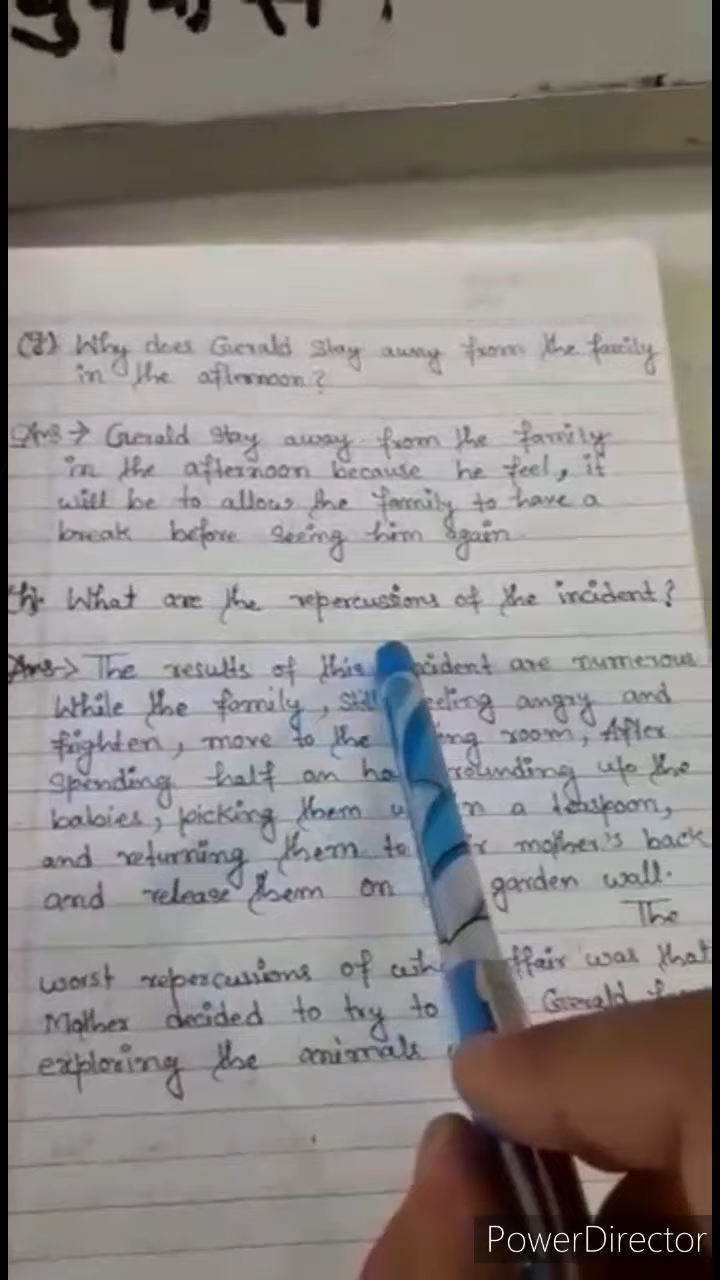 (g) Why does Gerald stay away from the family
in the afternoon?
Ans→ Gerald stay away from the family
in the afternoon because he feel, it
will be to allow the family to have a
break before seeing him again.
h. What are the repercussions of the incident?
Ans→ The results of this incident are numerous
While the family, still feeling angry and
frighten, move to the room, After
spending half an rounding up the
babies, picking them in a teaspoon,
and returning them to mother's back
and release them on garden wall.
The
worst repercussions of affair was that
Mother decided to try to Gerald
exploring the animals
PowerDirector